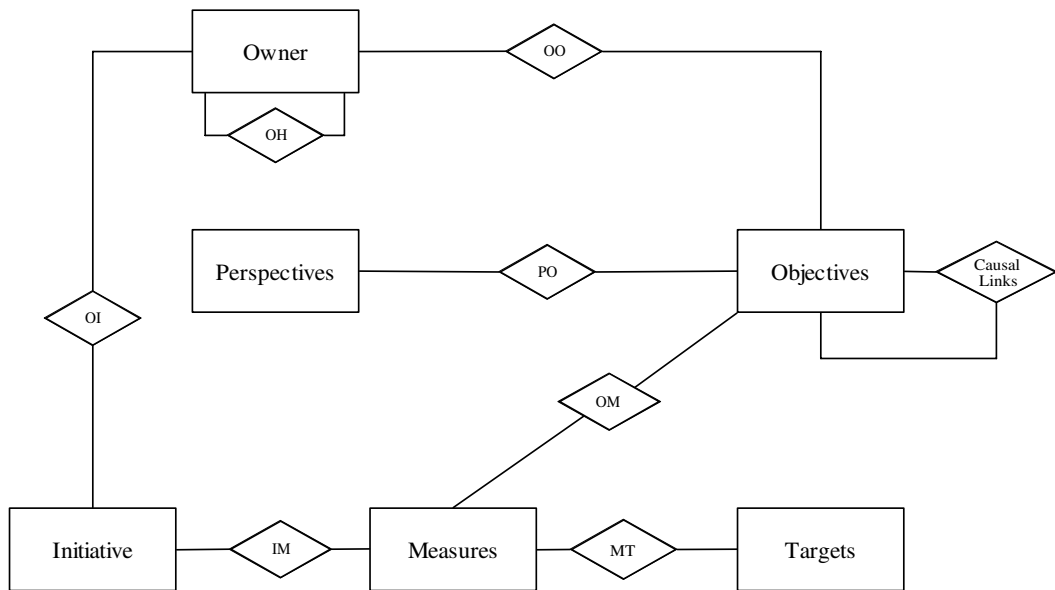 Owner
OO
OH
Perspectives
PO
Objectives
Causal
Links
OI
OM
Initiative
IM
Measures
MT
Targets